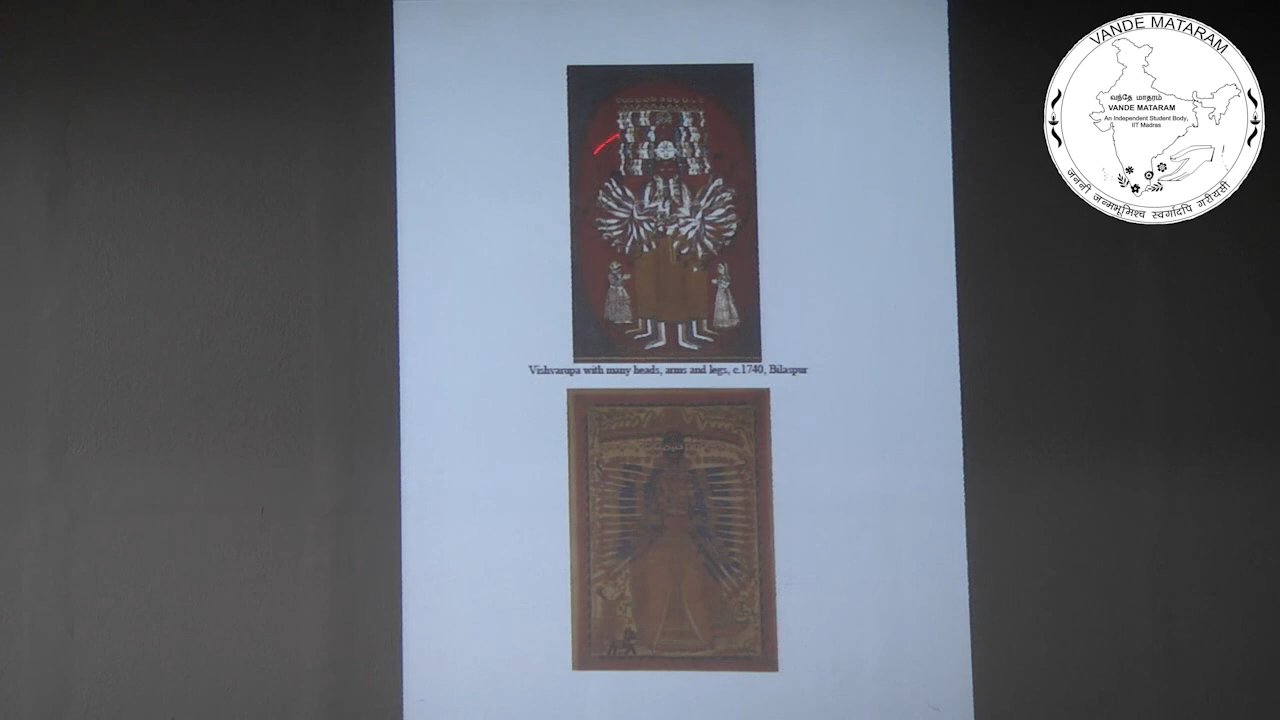 VANDE MATARAM
வந்தே மாதரம்
VANDE MATARAM
An Independent Student Body,
IIT Madras
जननी जन्मभूमिश्च स्वर्गादपि गरीयसी
Vishvarupa with many heads, arms and legs, c.1740, Bilaspur